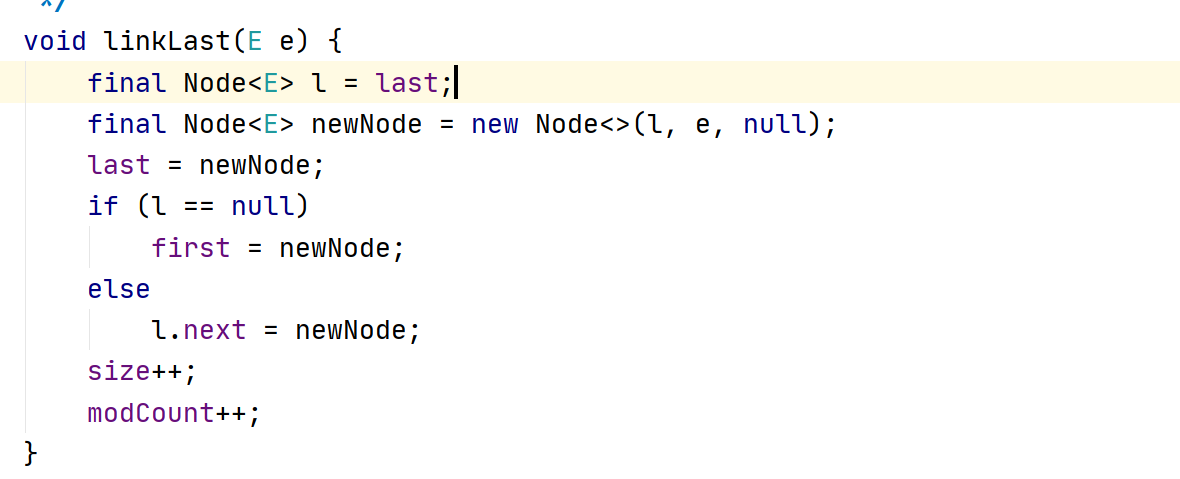 */
void linkLast(E e) {
    final Node<E> l = last;
    final Node<E> newNode = new Node<>(l, e, null);
    last = newNode;
    if (l == null)
        first = newNode;
    else
        l.next = newNode;
    size++;
    modCount++;
}